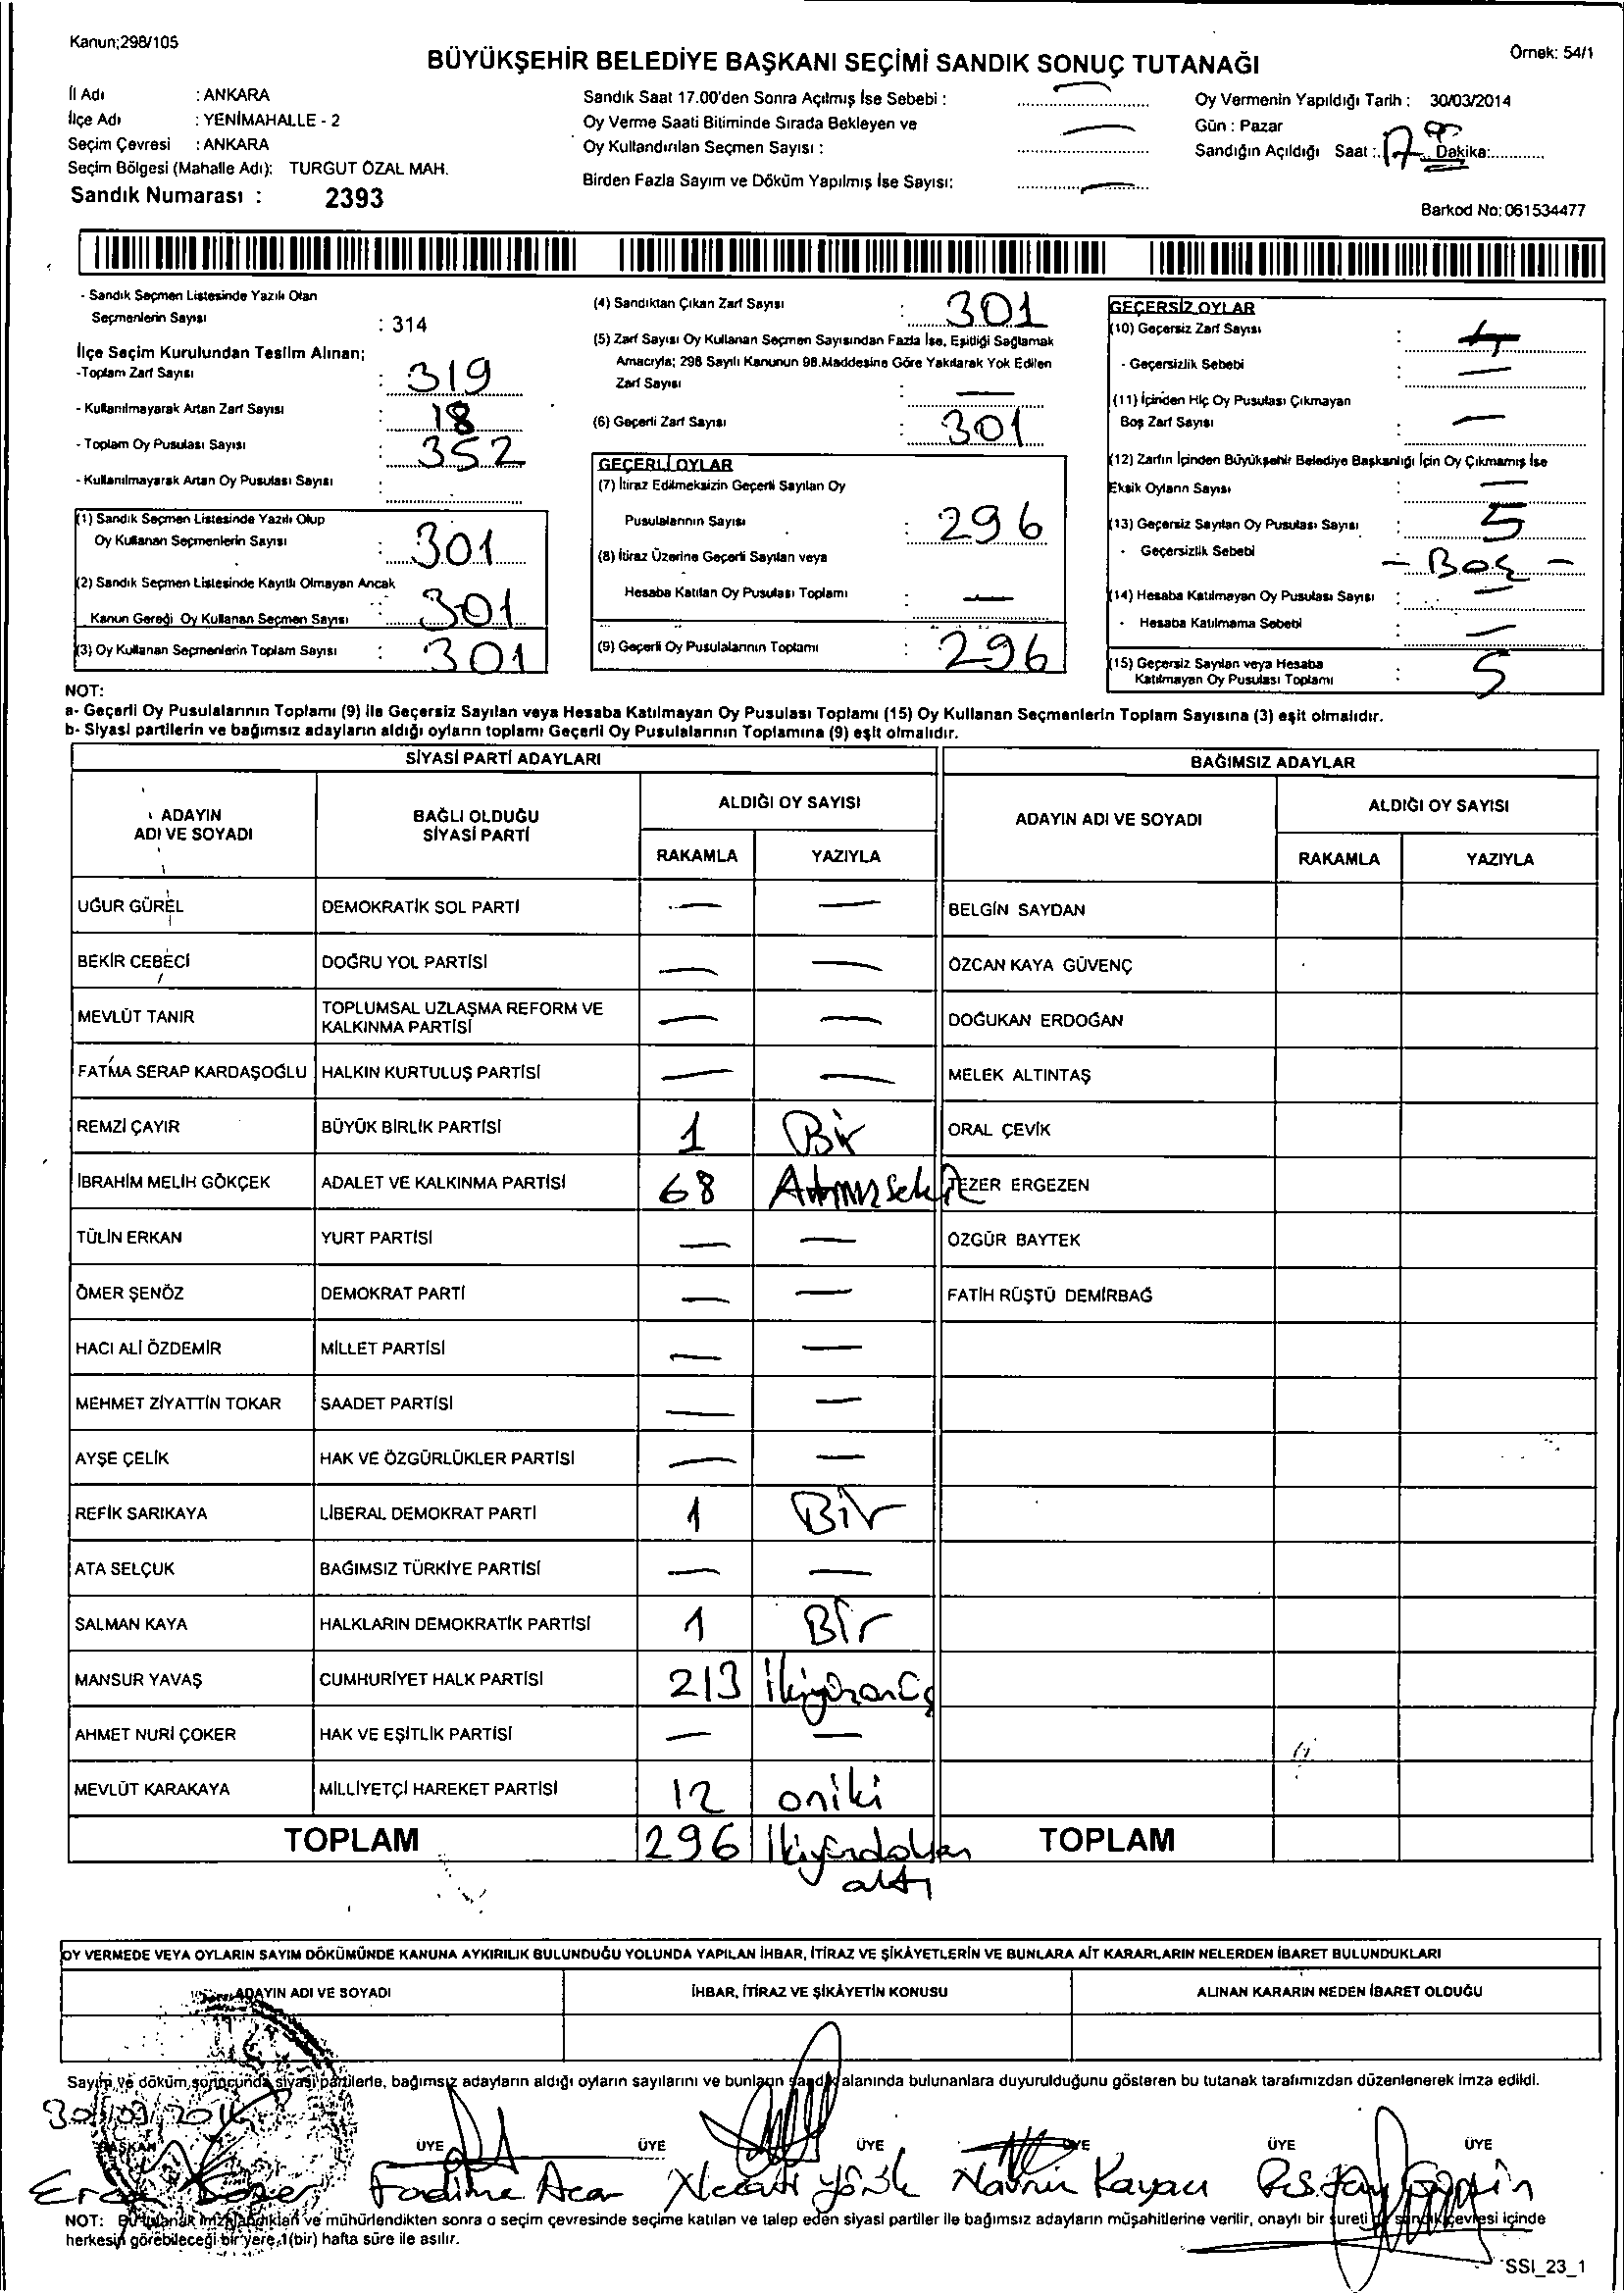 Kanun;298/105
BÜYÜKŞEHİR BELEDİYE BAŞKANI SEÇİMİ SANDIK SONUÇ TUTANAĞI
Örnek: 54/1
İl Adı : ANKARA
İlçe Adı : YENİMAHALLE - 2
Seçim Çevresi : ANKARA
Seçim Bölgesi (Mahalle Adı): TURGUT ÖZAL MAH.
Sandık Numarası : 2393
Sandık Saat 17.00'den Sonra Açılmış İse Sebebi :
Oy Verme Saati Bitiminde Sırada Bekleyen ve
Oy Kullandırılan Seçmen Sayısı :
Birden Fazla Sayım ve Döküm Yapılmış İse Sayısı:
Oy Vermenin Yapıldığı Tarih : 30/03/2014
Gün : Pazar
Sandığın Açıldığı Saat : 17 Dakika:
Barkod No: 061534477
- Sandık Seçmen Listesinde Yazılı Olan
Seçmenlerin Sayısı : 314
İlçe Seçim Kurulundan Teslim Alınan;
-Toplam Zarf Sayısı : 319
- Kullanılmayarak Artan Zarf Sayısı : 18
- Toplam Oy Pusulası Sayısı : 352
- Kullanılmayarak Artan Oy Pusulası Sayısı :
(1) Sandık Seçmen Listesinde Yazılı Olup
Oy Kullanan Seçmenlerin Sayısı : 301
(2) Sandık Seçmen Listesinde Kayıtlı Olmayan Ancak
Kanun Gereği Oy Kullanan Seçmen Sayısı : 301
(3) Oy Kullanan Seçmenlerin Toplam Sayısı : 301
(4) Sandıktan Çıkan Zarf Sayısı : 301
(5) Zarf Sayısı Oy Kullanan Seçmen Sayısından Fazla İse, Eşitliği Sağlamak
Amacıyla; 298 Sayılı Kanunun 98.Maddesine Göre Yakılarak Yok Edilen
Zarf Sayısı : —
(6) Geçerli Zarf Sayısı : 301
GEÇERLİ OYLAR
(7) İtiraz Edilmeksizin Geçerli Sayılan Oy
Pusulalarının Sayısı : 296
(8) İtiraz Üzerine Geçerli Sayılan veya
Hesaba Katılan Oy Pusulası Toplamı : —
(9) Geçerli Oy Pusulalarının Toplamı : 296
GEÇERSİZ OYLAR
(10) Geçersiz Zarf Sayısı :
- Geçersizlik Sebebi : —
(11) İçinden Hiç Oy Pusulası Çıkmayan
Boş Zarf Sayısı : —
(12) Zarfın İçinden Büyükşehir Belediye Başkanlığı İçin Oy Çıkmamış İse
Eksik Oyların Sayısı : —
(13) Geçersiz Sayılan Oy Pusulası Sayısı : 5
- Geçersizlik Sebebi - Boş -
(14) Hesaba Katılmayan Oy Pusulası Sayısı : —
- Hesaba Katılmama Sebebi : —
(15) Geçersiz Sayılan veya Hesaba
Katılmayan Oy Pusulası Toplamı : 5
NOT:
a- Geçerli Oy Pusulalarının Toplamı (9) ile Geçersiz Sayılan veya Hesaba Katılmayan Oy Pusulası Toplamı (15) Oy Kullanan Seçmenlerin Toplam Sayısına (3) eşit olmalıdır.
b- Siyasi partilerin ve bağımsız adayların aldığı oyların toplamı Geçerli Oy Pusulalarının Toplamına (9) eşit olmalıdır.
SİYASİ PARTİ ADAYLARI BAĞIMSIZ ADAYLAR
ADAYIN ADI VE SOYADI BAĞLI OLDUĞU SİYASİ PARTİ ALDIĞI OY SAYISI ADAYIN ADI VE SOYADI ALDIĞI OY SAYISI
RAKAMLA YAZIYLA RAKAMLA YAZIYLA
UĞUR GÜREL DEMOKRATİK SOL PARTİ — — BELGİN SAYDAN
BEKİR CEBECİ DOĞRU YOL PARTİSİ — — ÖZCAN KAYA GÜVENÇ
MEVLÜT TANIR TOPLUMSAL UZLAŞMA REFORM VE KALKINMA PARTİSİ — — DOĞUKAN ERDOĞAN
FATMA SERAP KARDAŞOĞLU HALKIN KURTULUŞ PARTİSİ — — MELEK ALTINTAŞ
REMZİ ÇAYIR BÜYÜK BİRLİK PARTİSİ 1 Bir ORAL ÇEVİK
İBRAHİM MELİH GÖKÇEK ADALET VE KALKINMA PARTİSİ 68 Atmışsekiz TEZER ERGEZEN
TÜLİN ERKAN YURT PARTİSİ — — ÖZGÜR BAYTEK
ÖMER ŞENÖZ DEMOKRAT PARTİ — — FATİH RÜŞTÜ DEMİRBAĞ
HACI ALİ ÖZDEMİR MİLLET PARTİSİ — —
MEHMET ZİYATTİN TOKAR SAADET PARTİSİ — —
AYŞE ÇELİK HAK VE ÖZGÜRLÜKLER PARTİSİ — —
REFİK SARIKAYA LİBERAL DEMOKRAT PARTİ 1 Bir
ATA SELÇUK BAĞIMSIZ TÜRKİYE PARTİSİ — —
SALMAN KAYA HALKLARIN DEMOKRATİK PARTİSİ 1 Bir
MANSUR YAVAŞ CUMHURİYET HALK PARTİSİ 213 ikiyüzonüç
AHMET NURİ ÇOKER HAK VE EŞİTLİK PARTİSİ — —
MEVLÜT KARAKAYA MİLLİYETÇİ HAREKET PARTİSİ 12 oniki
TOPLAM 296 ikiyüzdoksan altı TOPLAM
OY VERMEDE VEYA OYLARIN SAYIM DÖKÜMÜNDE KANUNA AYKIRILIK BULUNDUĞU YOLUNDA YAPILAN İHBAR, İTİRAZ VE ŞİKÂYETLERİN VE BUNLARA AİT KARARLARIN NELERDEN İBARET BULUNDUKLARI
ADAYIN ADI VE SOYADI İHBAR, İTİRAZ VE ŞİKÂYETİN KONUSU ALINAN KARARIN NEDEN İBARET OLDUĞU
Sayım ve döküm sonucunda siyasi partilerle, bağımsız adayların aldığı oyların sayılarını ve bunların sandık alanında bulunanlara duyurulduğunu gösteren bu tutanak tarafımızdan düzenlenerek imza edildi.
30/03/2014
BAŞKAN ÜYE ÜYE ÜYE ÜYE ÜYE ÜYE
Fadime Acar Necati Yörük Kayacı
NOT: Bu tutanak imzalandıktan ve mühürlendikten sonra o seçim çevresinde seçime katılan ve talep eden siyasi partiler ile bağımsız adayların müşahitlerine verilir, onaylı bir sureti de sandık çevresi içinde
herkesin görebileceği bir yere 1(bir) hafta süre ile asılır.
SSI_23_1